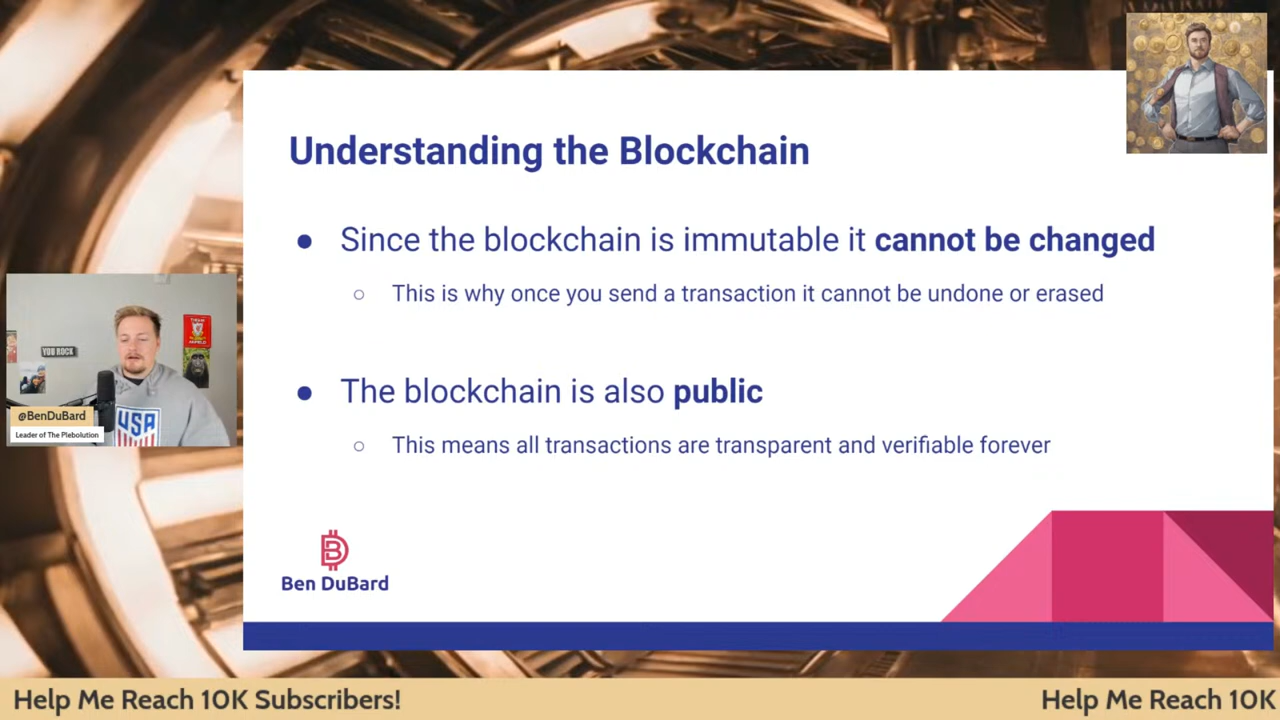 Understanding the Blockchain
● Since the blockchain is immutable it cannot be changed
○ This is why once you send a transaction it cannot be undone or erased
● The blockchain is also public
○ This means all transactions are transparent and verifiable forever
Ben DuBard
YOU ROCK
@BenDuBard
Leader of The Plebolution
USA
Help Me Reach 10K Subscribers!
Help Me Reach 10K